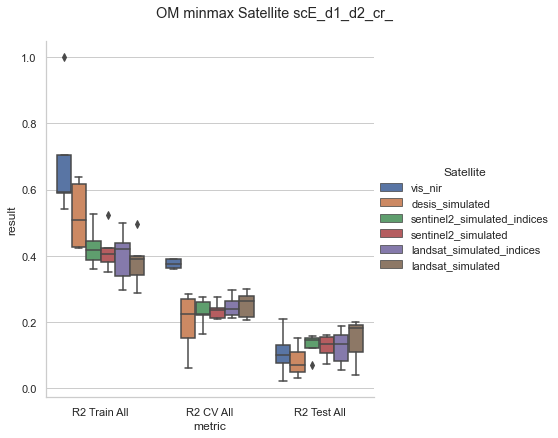 OM minmax Satellite scE_d1_d2_cr_
1.0
0.8
0.6
0.4
0.2
0.0
result
R2 Train All
R2 CV All
R2 Test All
metric
Satellite
vis_nir
desis_simulated
sentinel2_simulated_indices
sentinel2_simulated
landsat_simulated_indices
landsat_simulated